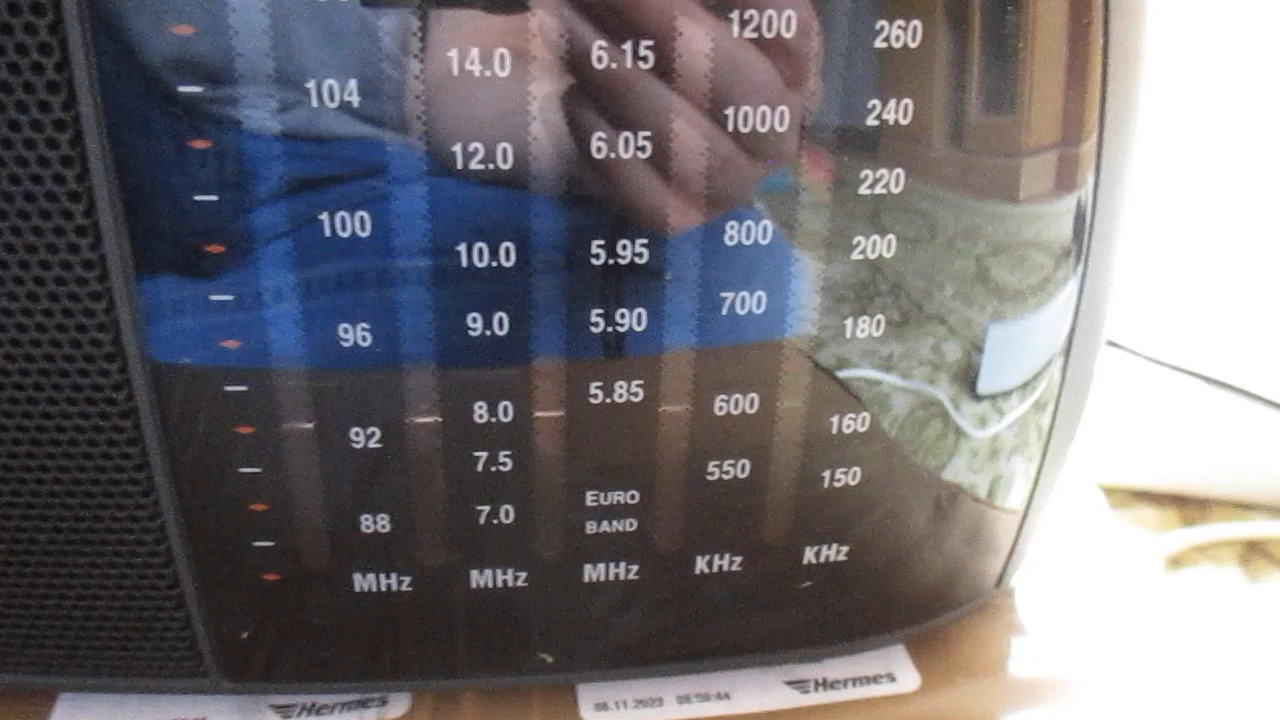 14.0 6.15 1200 260
104 12.0 6.05 1000 240
220
100 10.0 5.95 800 200
96 9.0 5.90 700 180
92 8.0 5.85 600 160
7.5 550 150
88 7.0 EURO
BAND
MHz MHz MHz KHz KHz
Hermes
Hermes